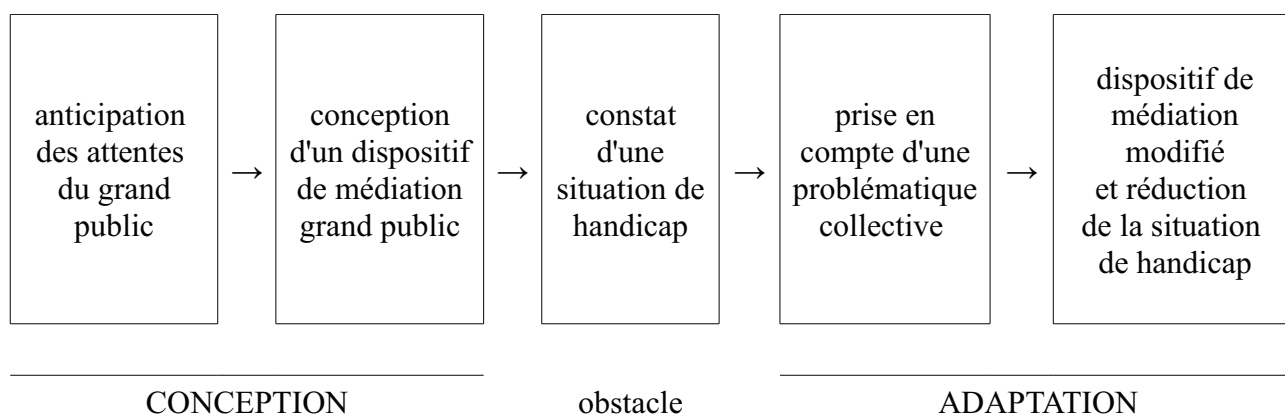 anticipation
des attentes
du grand
public
→
conception
d'un dispositif
de médiation
grand public
→
constat
d'une
situation de
handicap
→
prise en
compte d'une
problématique
collective
→
dispositif de
médiation
modifié
et réduction
de la situation
de handicap
CONCEPTION
obstacle
ADAPTATION